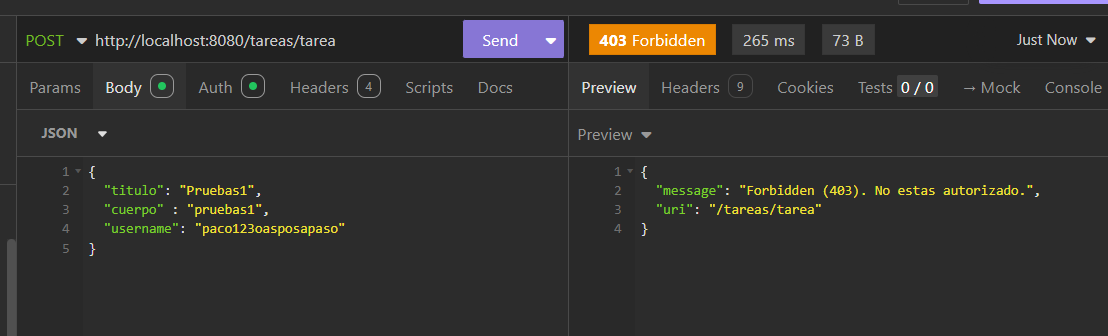 POST http://localhost:8080/tareas/tarea Send
403 Forbidden 265 ms 73 B Just Now
Params Body Auth Headers 4 Scripts Docs
Preview Headers 9 Cookies Tests 0 / 0 → Mock Console
JSON
Preview
1 {
2 "titulo": "Pruebas1",
3 "cuerpo" : "pruebas1",
4 "username": "paco123oasposapaso"
5 }
1 {
2 "message": "Forbidden (403). No estas autorizado.",
3 "uri": "/tareas/tarea"
4 }